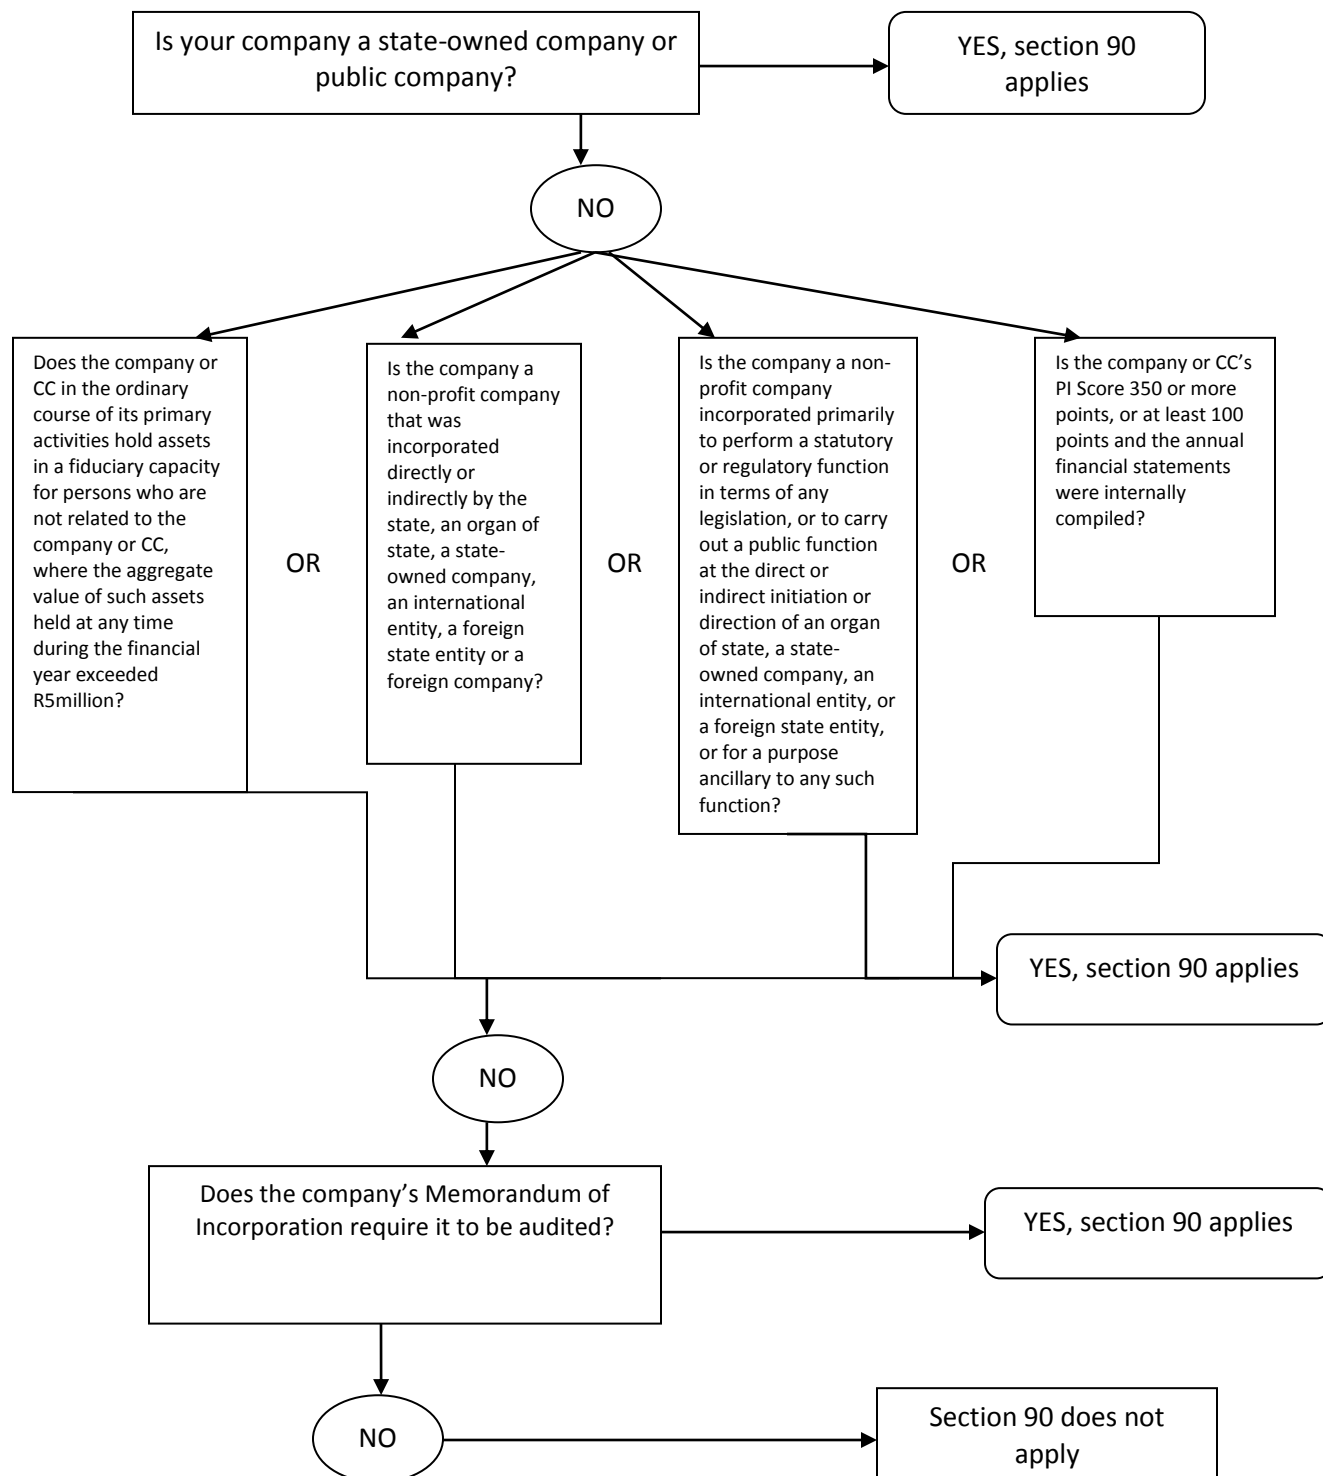 Is your company a state-owned company or
public company?
YES, section 90
applies
NO
Does the company or
CC in the ordinary
course of its primary
activities hold assets
in a fiduciary capacity
for persons who are
not related to the
company or CC,
where the aggregate
value of such assets
held at any time
during the financial
year exceeded
R5million?
OR
Is the company a
non-profit company
that was
incorporated
directly or
indirectly by the
state, an organ of
state, a state-
owned company,
an international
entity, a foreign
state entity or a
foreign company?
OR
Is the company a non-
profit company
incorporated primarily
to perform a statutory
or regulatory function
in terms of any
legislation, or to carry
out a public function
at the direct or
indirect initiation or
direction of an organ
of state, a state-
owned company, an
international entity, or
a foreign state entity,
or for a purpose
ancillary to any such
function?
OR
Is the company or CC’s
PI Score 350 or more
points, or at least 100
points and the annual
financial statements
were internally
compiled?
YES, section 90 applies
NO
Does the company’s Memorandum of
Incorporation require it to be audited?
YES, section 90 applies
NO
Section 90 does not
apply